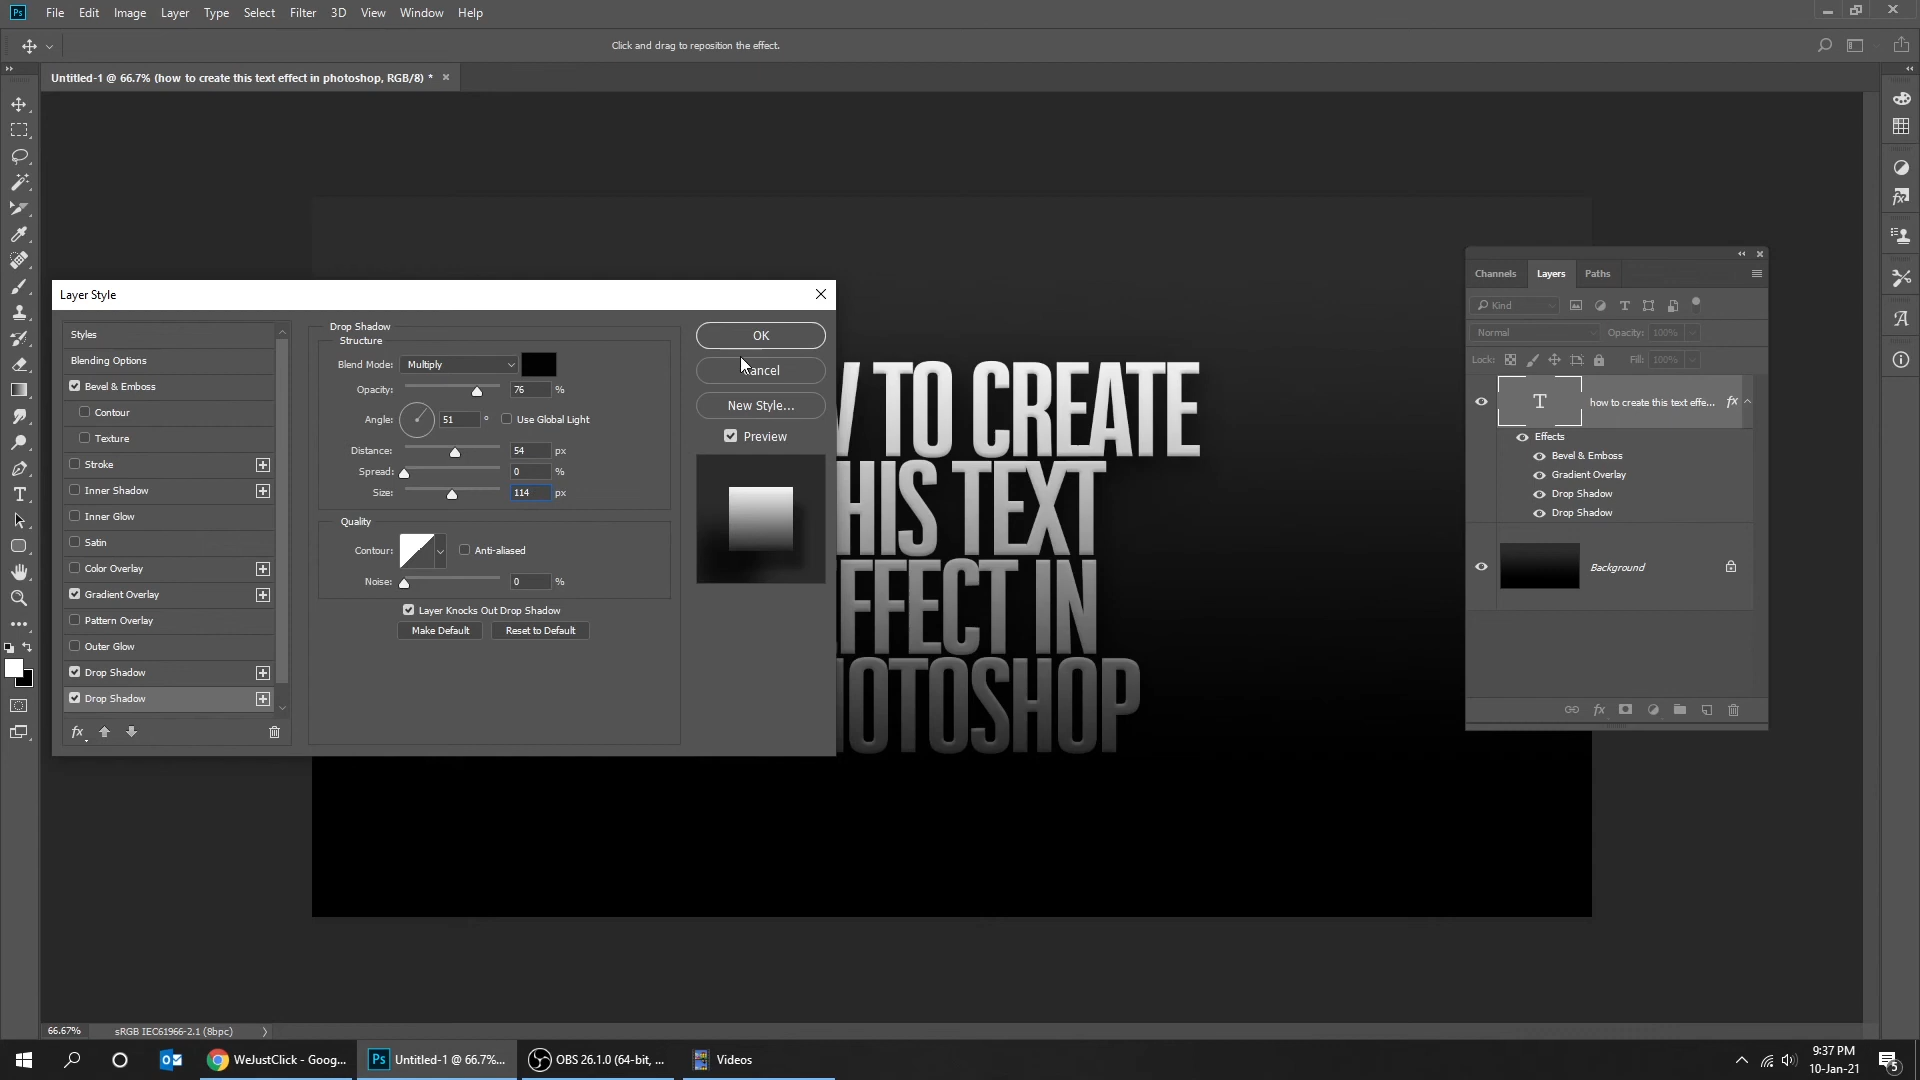 Ps File Edit Image Layer Type Select Filter 3D View Window Help
Click and drag to reposition the effect.
Untitled-1 @ 66.7% (how to create this text effect in photoshop, RGB/8) *
Layer Style
Styles
Blending Options
Bevel & Emboss
Contour
Texture
Stroke
Inner Shadow
Inner Glow
Satin
Color Overlay
Gradient Overlay
Pattern Overlay
Outer Glow
Drop Shadow
Drop Shadow
fx
Drop Shadow
Structure
Blend Mode: Multiply
Opacity: 76 %
Angle: 51 ° Use Global Light
Distance: 54 px
Spread: 0 %
Size: 114 px
Quality
Contour: Anti-aliased
Noise: 0 %
Layer Knocks Out Drop Shadow
Make Default Reset to Default
OK
Cancel
New Style...
Preview
TO CREATE
HIS TEXT
FFECT IN
OTOSHOP
Channels Layers Paths
Kind
Normal Opacity: 100%
Lock: Fill: 100%
T how to create this text effe... fx
Effects
Bevel & Emboss
Gradient Overlay
Drop Shadow
Drop Shadow
Background
fx
66.67% sRGB IEC61966-2.1 (8bpc)
WeJustClick - Goog...
Ps Untitled-1 @ 66.7%...
OBS 26.1.0 (64-bit, ...
Videos
9:37 PM
10-Jan-21
5